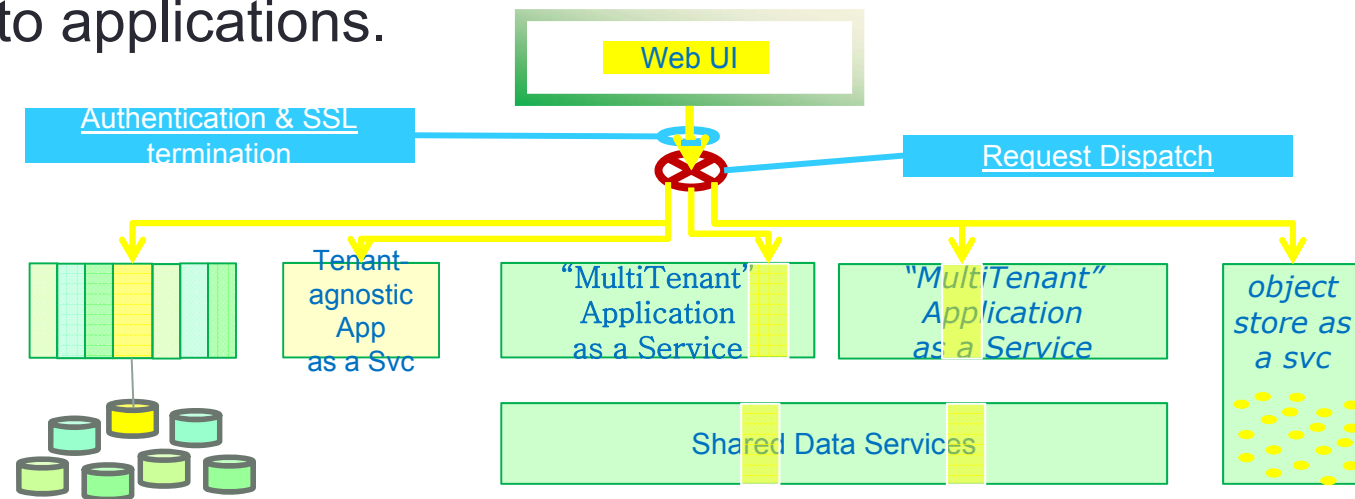 to applications.
Web UI
Authentication & SSL
termination
Request Dispatch
Tenant-
agnostic
App
as a Svc
“MultiTenant”
Application
as a Service
“MultiTenant”
Application
as a Service
object
store as
a svc
Shared Data Services